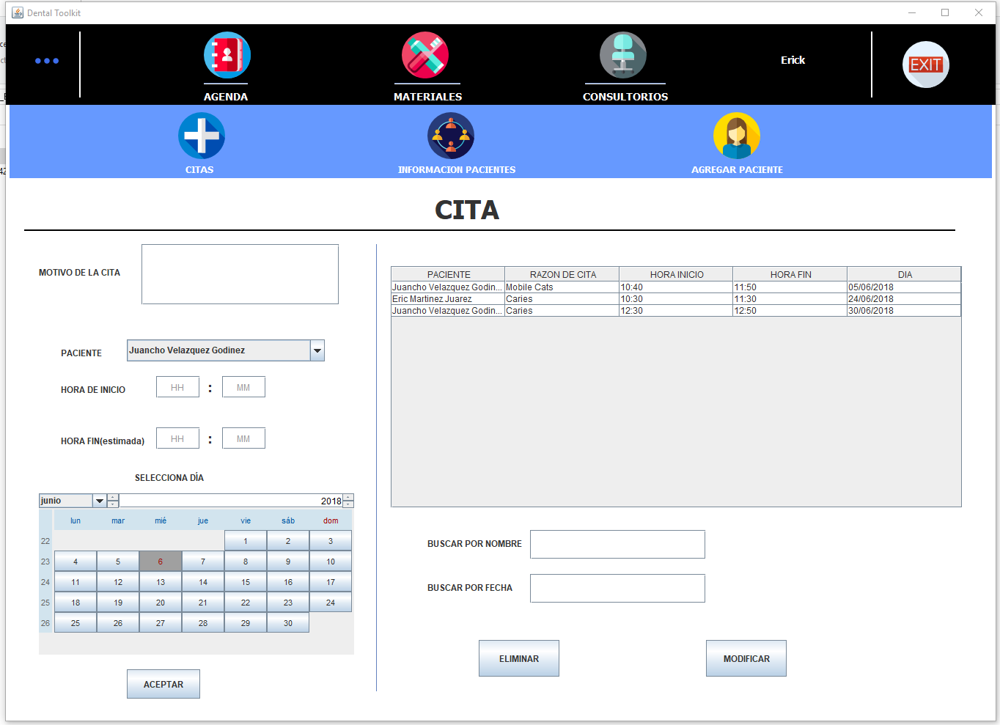 Dental Toolkit
Erick
EXIT
AGENDA
MATERIALES
CONSULTORIOS
CITAS
INFORMACION PACIENTES
AGREGAR PACIENTE
CITA
MOTIVO DE LA CITA
PACIENTE
Juancho Velazquez Godinez
HORA DE INICIO
HH : MM
HORA FIN(estimada)
HH : MM
SELECCIONA DÍA
junio 2018
lun mar mié jue vie sáb dom
22 1 2 3
23 4 5 6 7 8 9 10
24 11 12 13 14 15 16 17
25 18 19 20 21 22 23 24
26 25 26 27 28 29 30
ACEPTAR
PACIENTE RAZON DE CITA HORA INICIO HORA FIN DIA
Juancho Velazquez Godin... Mobile Cats 10:40 11:50 05/06/2018
Eric Martinez Juarez Caries 10:30 11:30 24/06/2018
Juancho Velazquez Godin... Caries 12:30 12:50 30/06/2018
BUSCAR POR NOMBRE
BUSCAR POR FECHA
ELIMINAR
MODIFICAR